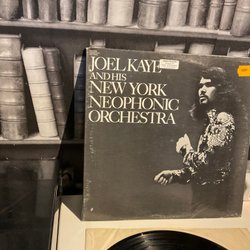 JOEL KAYE
AND HIS
NEW YORK
NEOPHONIC
ORCHESTRA